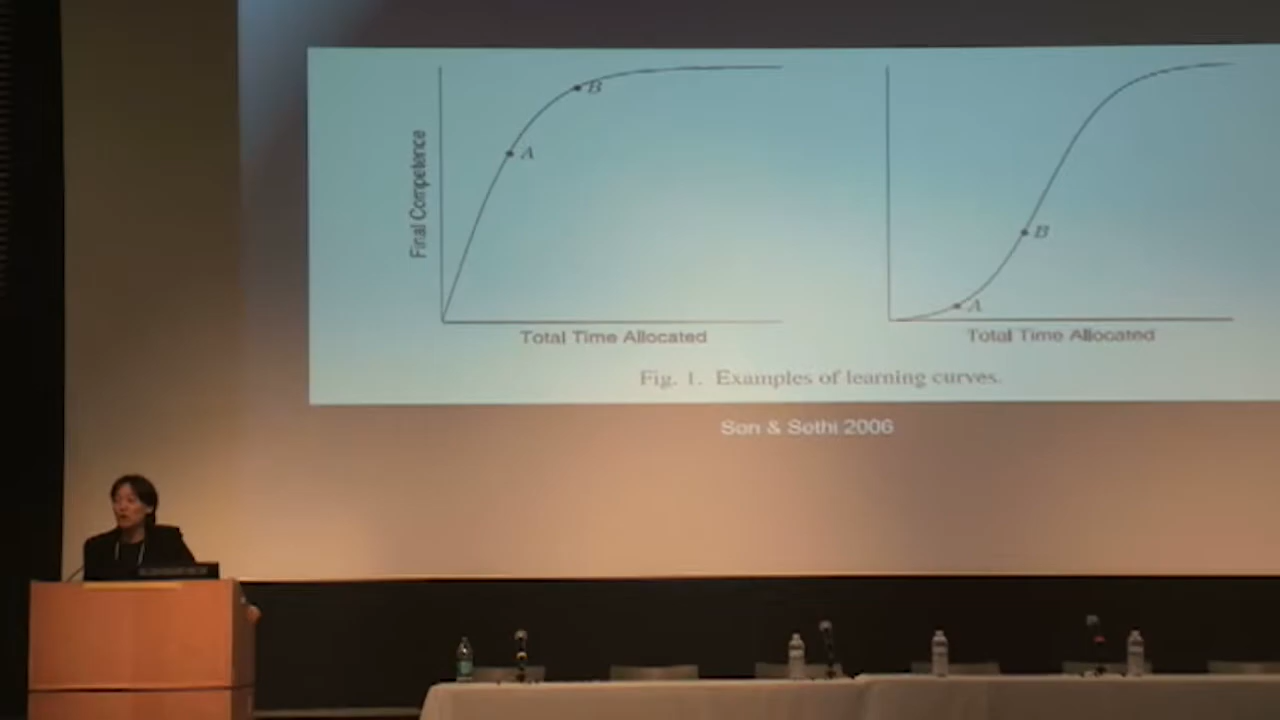 Final Competence
B
A
Total Time Allocated
B
A
Total Time Allocated
Fig. 1. Examples of learning curves.
Son & Sethi 2006